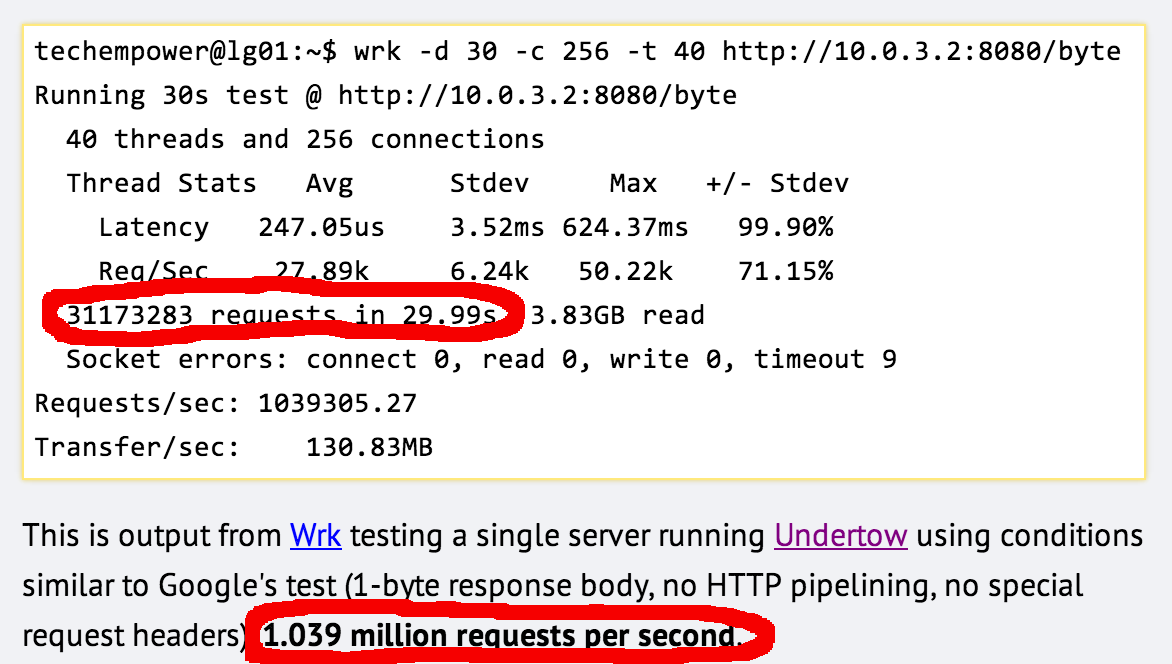 techempower@lg01:~$ wrk -d 30 -c 256 -t 40 http://10.0.3.2:8080/byte
Running 30s test @ http://10.0.3.2:8080/byte
40 threads and 256 connections
Thread Stats Avg Stdev Max +/- Stdev
Latency 247.05us 3.52ms 624.37ms 99.90%
Req/Sec 27.89k 6.24k 50.22k 71.15%
31173283 requests in 29.99s 3.83GB read
Socket errors: connect 0, read 0, write 0, timeout 9
Requests/sec: 1039305.27
Transfer/sec: 130.83MB
This is output from Wrk testing a single server running Undertow using conditions
similar to Google's test (1-byte response body, no HTTP pipelining, no special
request headers) 1.039 million requests per second.